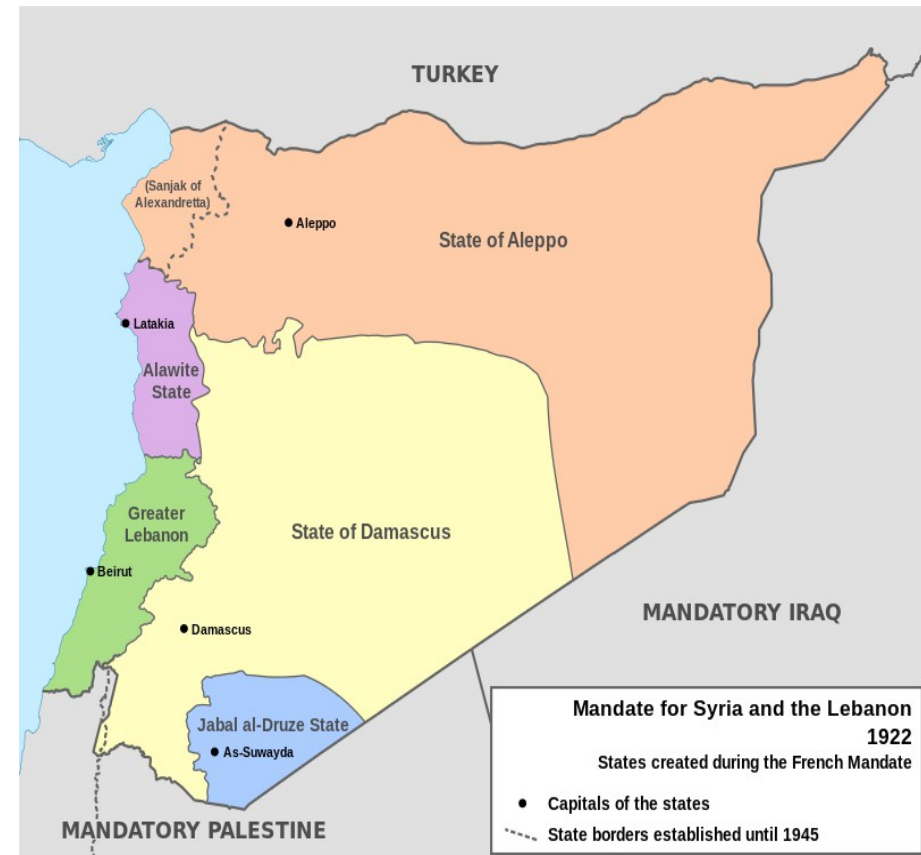 TURKEY
(Sanjak of
Alexandretta)
Aleppo
State of Aleppo
Latakia
Alawite
State
Greater
Lebanon
State of Damascus
Beirut
MANDATORY IRAQ
Damascus
Jabal al-Druze State
As-Suwayda
MANDATORY PALESTINE
Mandate for Syria and the Lebanon
1922
States created during the French Mandate
Capitals of the states
State borders established until 1945